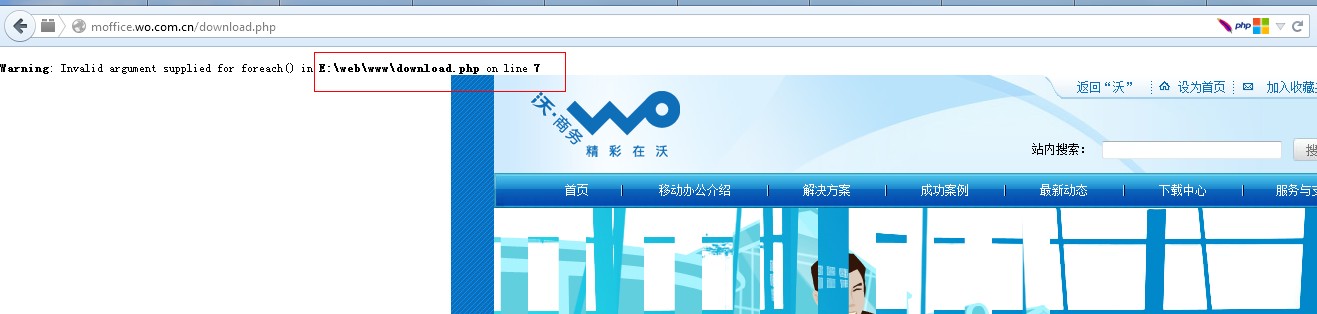 moffice.wo.com.cn/download.php
php
Warning: Invalid argument supplied for foreach() in E:\web\www\download.php on line 7
返回“沃” 设为首页 加入收藏
沃·商务
WO
精彩在沃
站内搜索：
首页 移动办公介绍 解决方案 成功案例 最新动态 下载中心 服务与